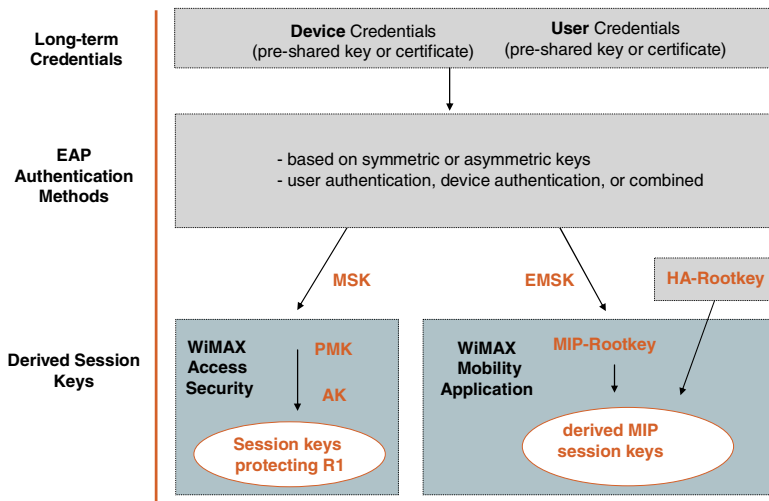 Long-term
Credentials
Device Credentials
(pre-shared key or certificate)
User Credentials
(pre-shared key or certificate)
EAP
Authentication
Methods
- based on symmetric or asymmetric keys
- user authentication, device authentication, or combined
MSK
EMSK
HA-Rootkey
Derived Session
Keys
WiMAX
Access
Security
PMK
AK
Session keys
protecting R1
WiMAX
Mobility
Application
MIP-Rootkey
derived MIP
session keys